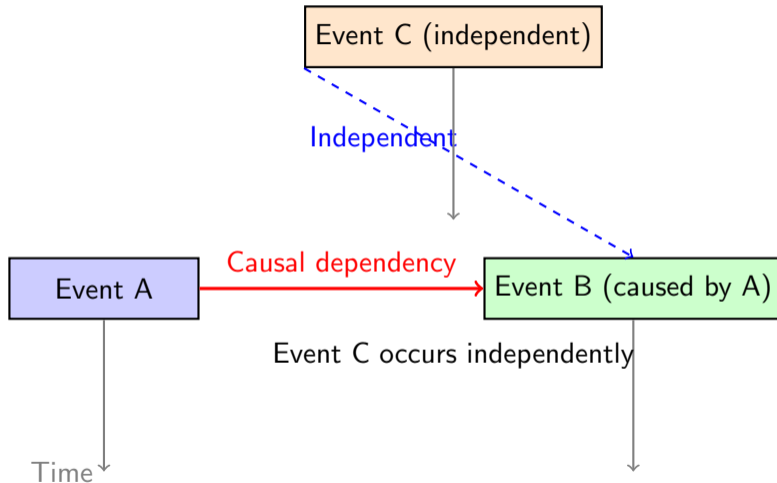 Event C (independent)
Independent
Causal dependency
Event A
Event B (caused by A)
Event C occurs independently
Time